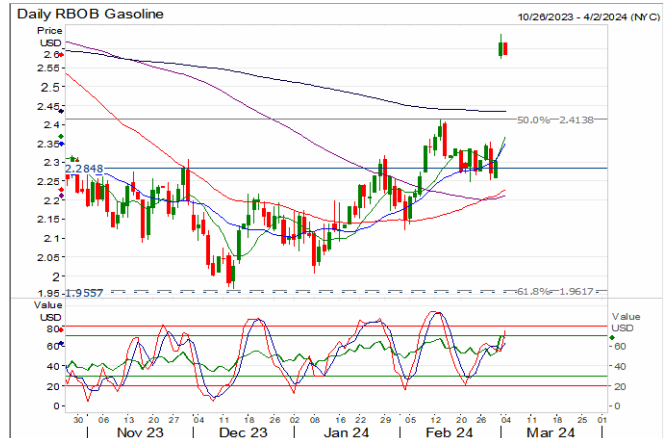 Daily RBOB Gasoline 10/26/2023 - 4/2/2024 (NYC)
Price
USD
2.6
2.55
2.5
2.45
2.4
50.0% 2.4138
2.35
2.3
2.2848
2.25
2.2
2.15
2.1
2.05
2
1.95 1.9557 61.8% 1.9617
Value Value
USD USD
80
60 60
40 40
20 20
0 0
30 06 13 20 27 04 11 18 26 02 08 16 22 29 05 12 20 26 04 11 18 25 01
Nov 23 Dec 23 Jan 24 Feb 24 Mar 24